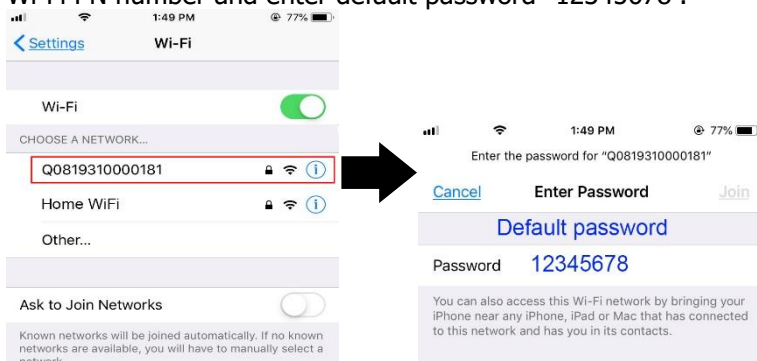 Wi-Fi PN number and enter default password "12345678".
1:49 PM
77%
Settings
Wi-Fi
Wi-Fi
CHOOSE A NETWORK...
Q0819310000181
Home WiFi
Other...
Ask to Join Networks
Known networks will be joined automatically. If no known
networks are available, you will have to manually select a
network.
1:49 PM
77%
Enter the password for “Q0819310000181”
Cancel
Enter Password
Join
Default password
Password
12345678
You can also access this Wi-Fi network by bringing your
iPhone near any iPhone, iPad or Mac that has connected
to this network and has you in its contacts.